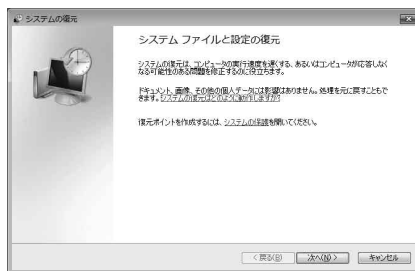 システムの復元
システム ファイルと設定の復元
システムの復元は、コンピュータの実行速度を遅くする、あるいはコンピュータが応答しなく
なる可能性のある問題を修正するのに役立ちます。
ドキュメント、画像、その他の個人データには影響はありません。処理を元に戻すこともで
きます。システムの復元はどのように動作しますか?
復元ポイントを作成するには、システムの保護を開いてください。
< 戻る(B)
次へ(N) >
キャンセル